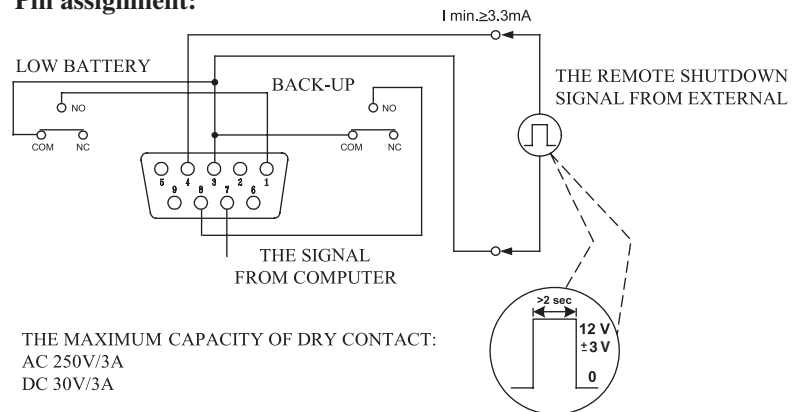 Pin assignment:
I min.≥3.3mA
LOW BATTERY
BACK-UP
THE REMOTE SHUTDOWN
SIGNAL FROM EXTERNAL
NO
NO
COM NC
COM NC
5 4 3 2 1
9 8 7 6
THE SIGNAL
FROM COMPUTER
>2 sec
12 V
±3 V
0
THE MAXIMUM CAPACITY OF DRY CONTACT:
AC 250V/3A
DC 30V/3A